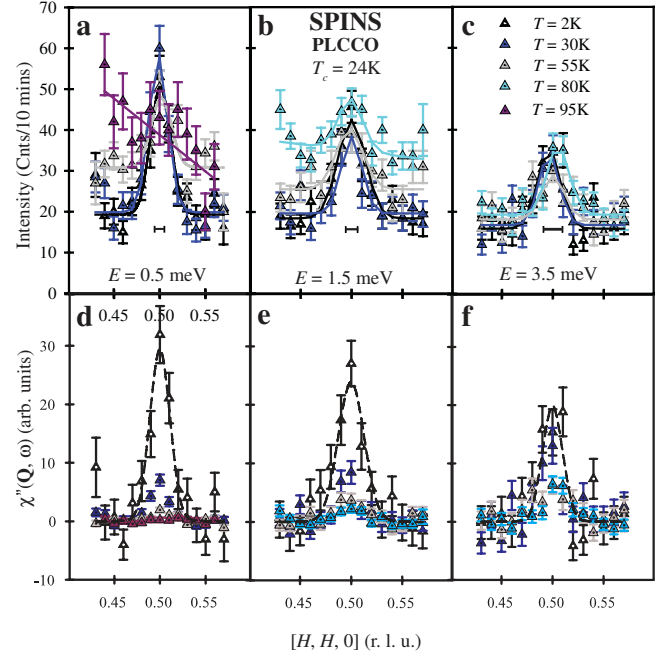 70
60
50
40
30
20
10
0
Intensity (Cnts/10 mins)
a
E = 0.5 meV
b
SPINS
PLCCO
T_c = 24K
E = 1.5 meV
c
T = 2K
T = 30K
T = 55K
T = 80K
T = 95K
E = 3.5 meV
d
0.45 0.50 0.55
e
f
30
20
10
0
-10
χ"(Q, ω) (arb. units)
0.45 0.50 0.55 0.45 0.50 0.55 0.45 0.50 0.55
[H, H, 0] (r. l. u.)